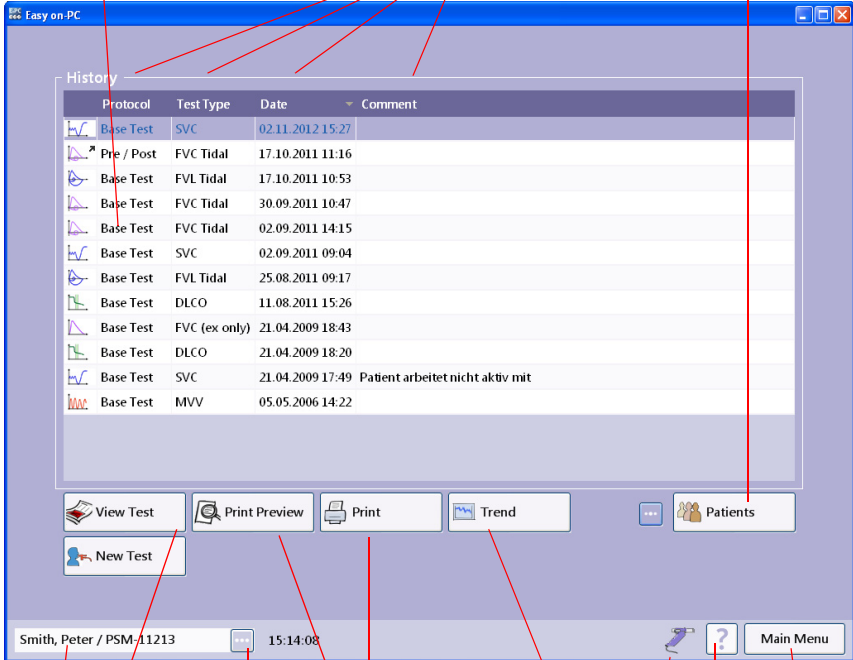 Easy on-PC
History
Protocol Test Type Date Comment
Base Test SVC 02.11.2012 15:27
Pre / Post FVC Tidal 17.10.2011 11:16
Base Test FVL Tidal 17.10.2011 10:53
Base Test FVC Tidal 30.09.2011 10:47
Base Test FVC Tidal 02.09.2011 14:15
Base Test SVC 02.09.2011 09:04
Base Test FVL Tidal 25.08.2011 09:17
Base Test DLCO 11.08.2011 15:26
Base Test FVC (ex only) 21.04.2009 18:43
Base Test DLCO 21.04.2009 18:20
Base Test SVC 21.04.2009 17:49 Patient arbeitet nicht aktiv mit
Base Test MVV 05.05.2006 14:22
View Test Print Preview Print Trend ... Patients
New Test
Smith, Peter / PSM-11213 ... 15:14:08 ? Main Menu